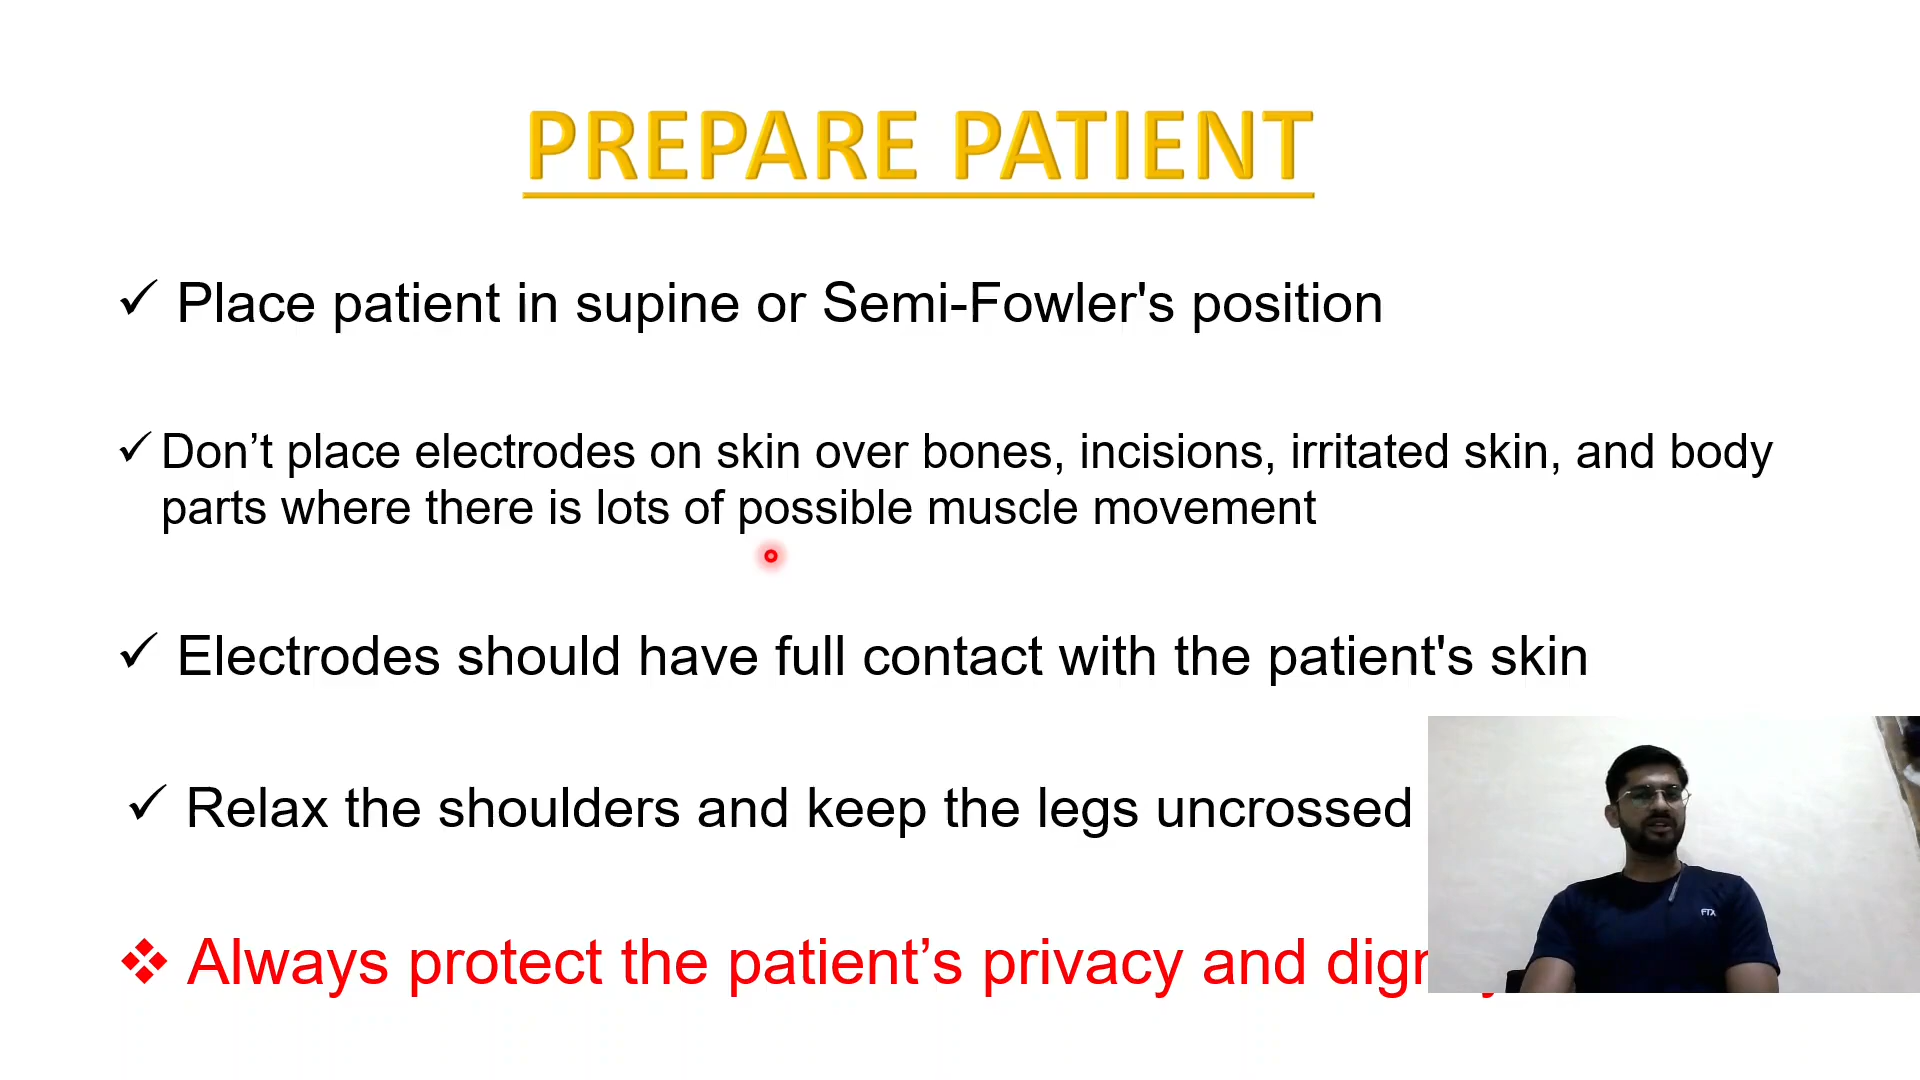 PREPARE PATIENT
✓ Place patient in supine or Semi-Fowler's position
✓ Don’t place electrodes on skin over bones, incisions, irritated skin, and body
parts where there is lots of possible muscle movement
✓ Electrodes should have full contact with the patient's skin
✓ Relax the shoulders and keep the legs uncrossed
❖ Always protect the patient’s privacy and
FTX